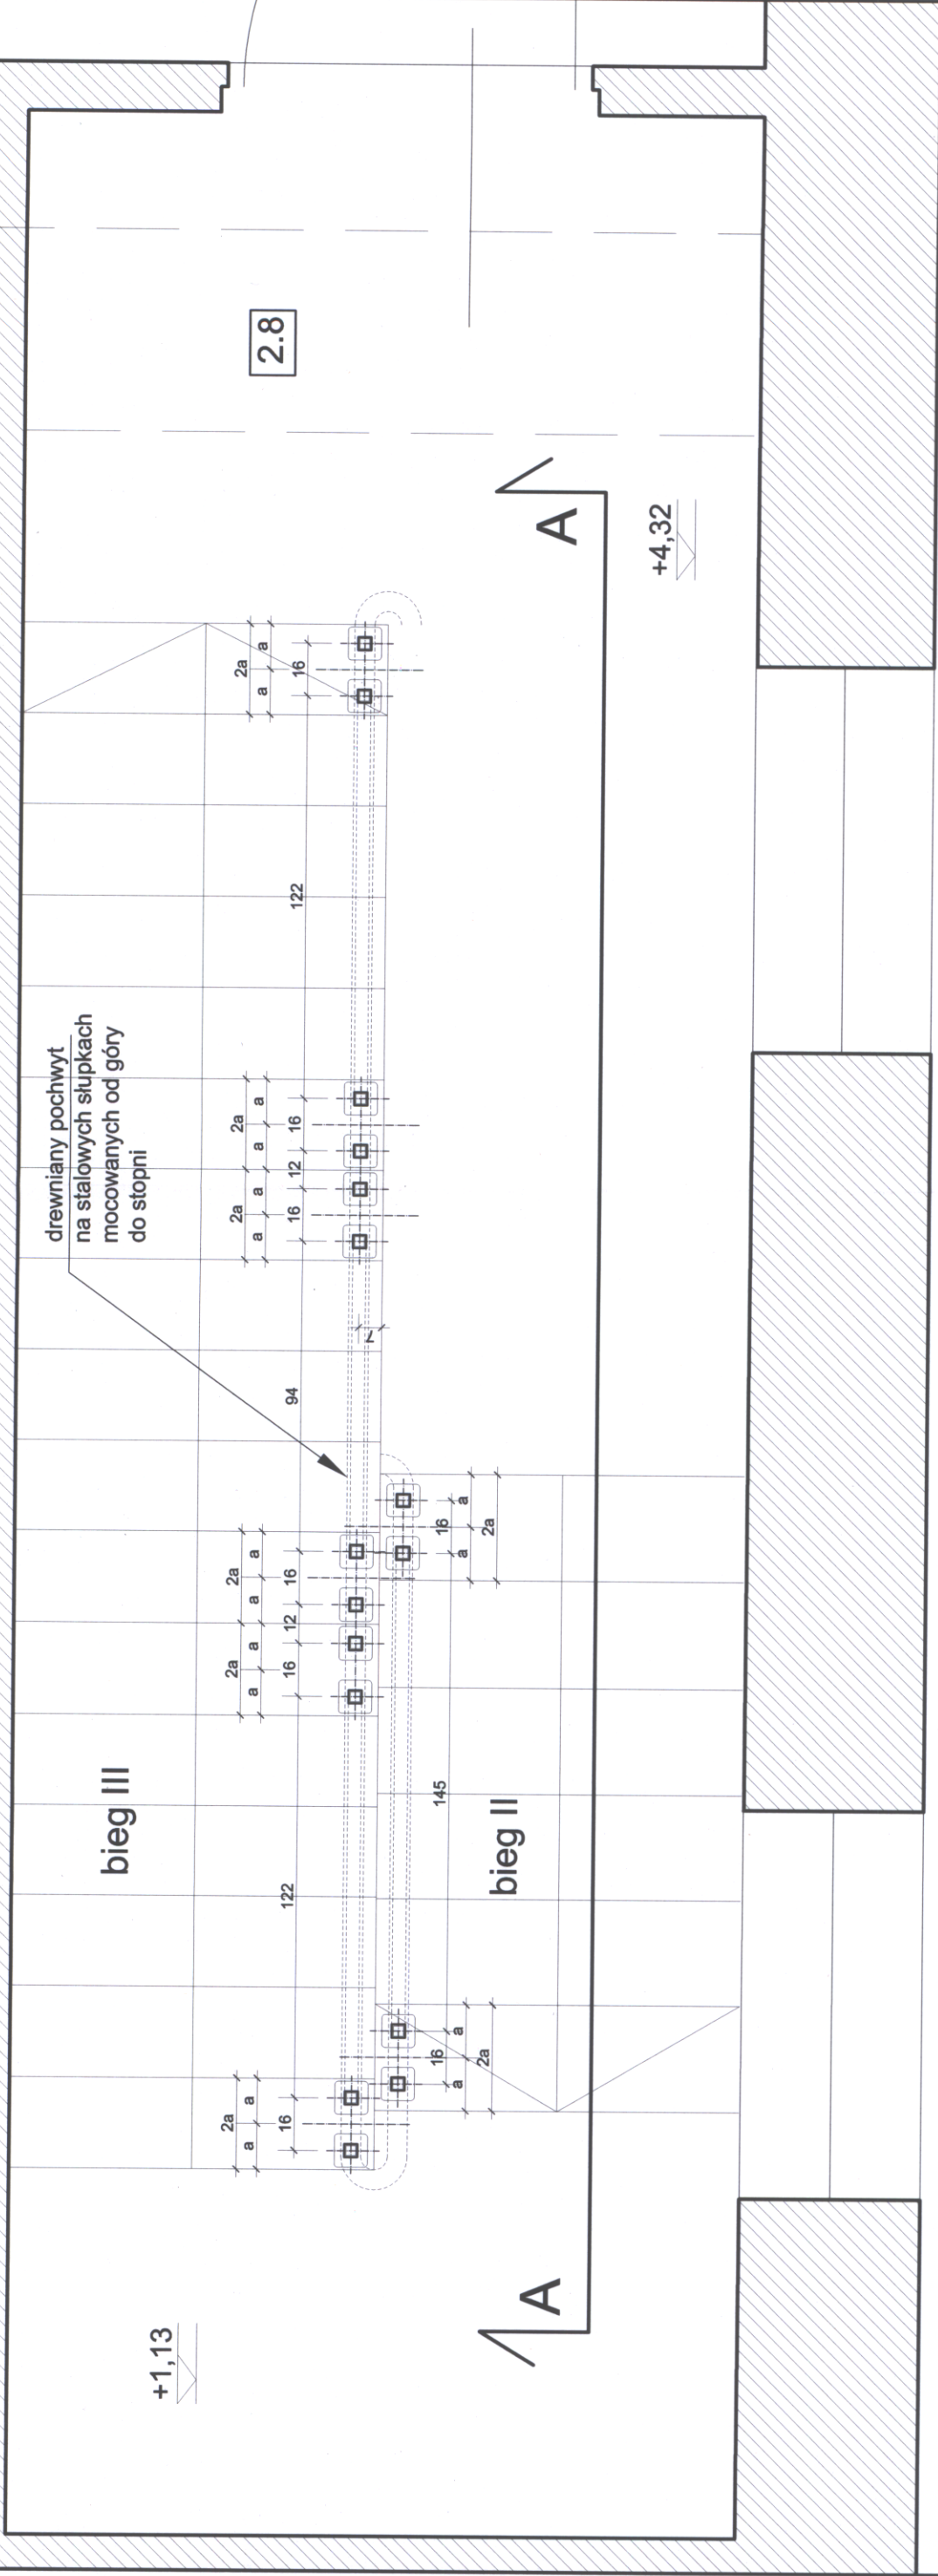 2.8
A
+4,32
2a
a
a
16
122
drewniany pochwyt
na stalowych słupkach
mocowanych od góry
do stopni
2a
a
a
16
12
2a
a
a
16
7
94
2a
a
a
16
12
2a
a
a
16
16
a
a
2a
bieg III
122
145
bieg II
2a
a
a
16
16
a
a
2a
A
+1,13